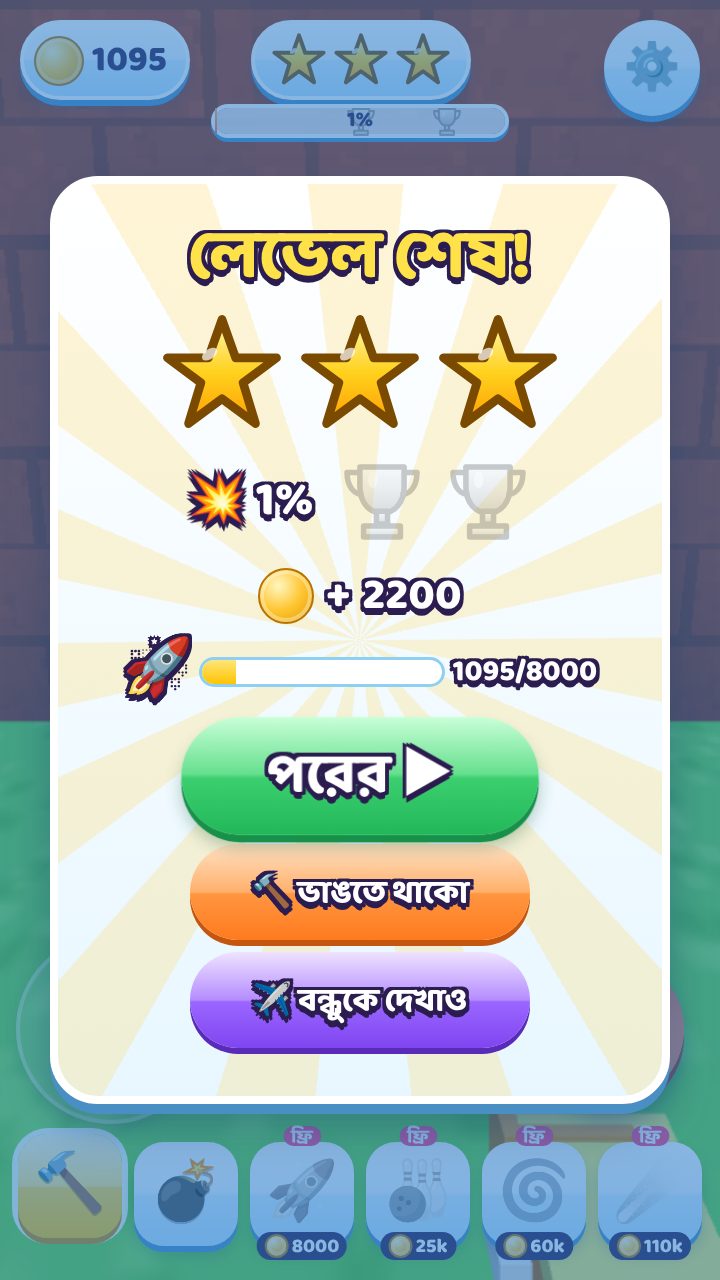 1095
1%
লেভেল শেষ!
1%
+ 2200
1095/8000
পরের
ভাঙতে থাকো
বন্ধুকে দেখাও
ফ্রি ফ্রি ফ্রি ফ্রি
8000 25k 60k 110k